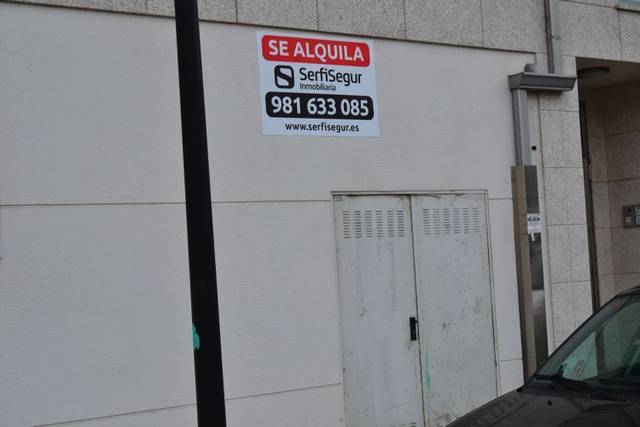 SE ALQUILA
SerfiSegur
Inmobiliaria
981 633 085
www.serfisegur.es